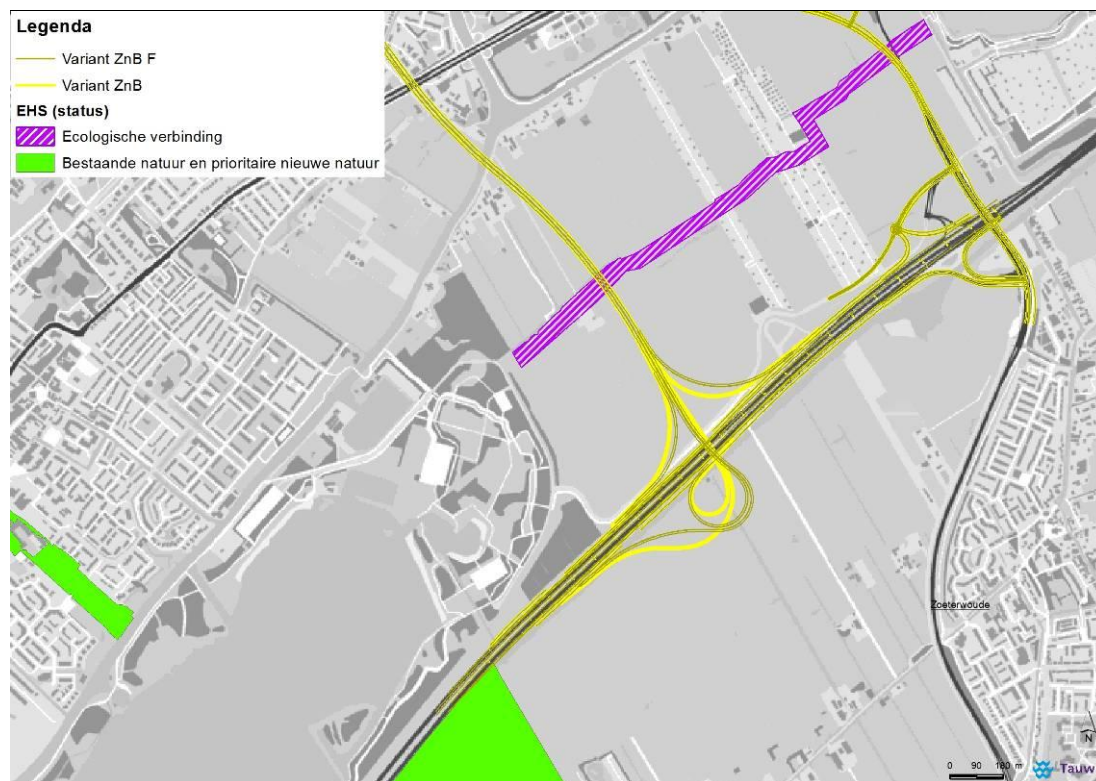 Legenda
Variant ZnB F
Variant ZnB
EHS (status)
Ecologische verbinding
Bestaande natuur en prioritaire nieuwe natuur
Zoeterwoude
N
0 90 180 m
Tauw